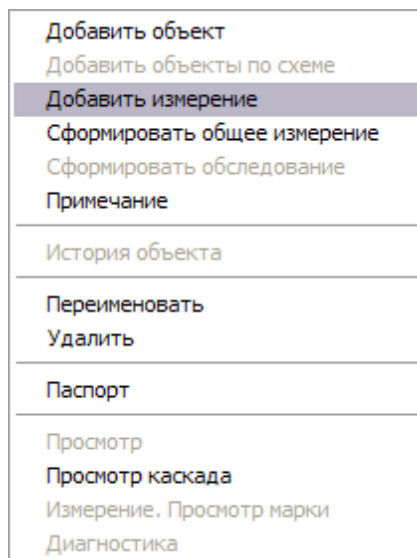 Добавить объект
Добавить объекты по схеме
Добавить измерение
Сформировать общее измерение
Сформировать обследование
Примечание
История объекта
Переименовать
Удалить
Паспорт
Просмотр
Просмотр каскада
Измерение. Просмотр марки
Диагностика